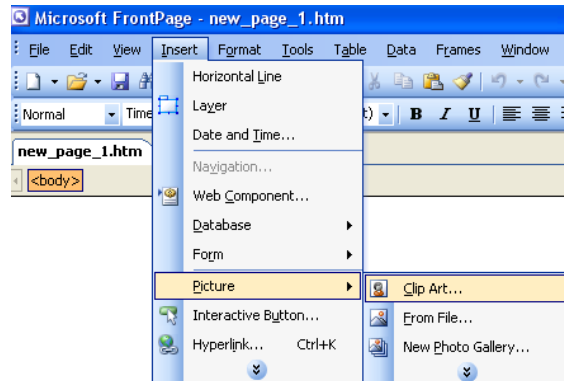 Microsoft FrontPage - new_page_1.htm
File Edit View Insert Format Tools Table Data Frames Window
Normal
B I U
new_page_1.htm
<body>
Horizontal Line
Layer
Date and Time...
Navigation...
Web Component...
Database
Form
Picture
Interactive Button...
Hyperlink... Ctrl+K
Clip Art...
From File...
New Photo Gallery...